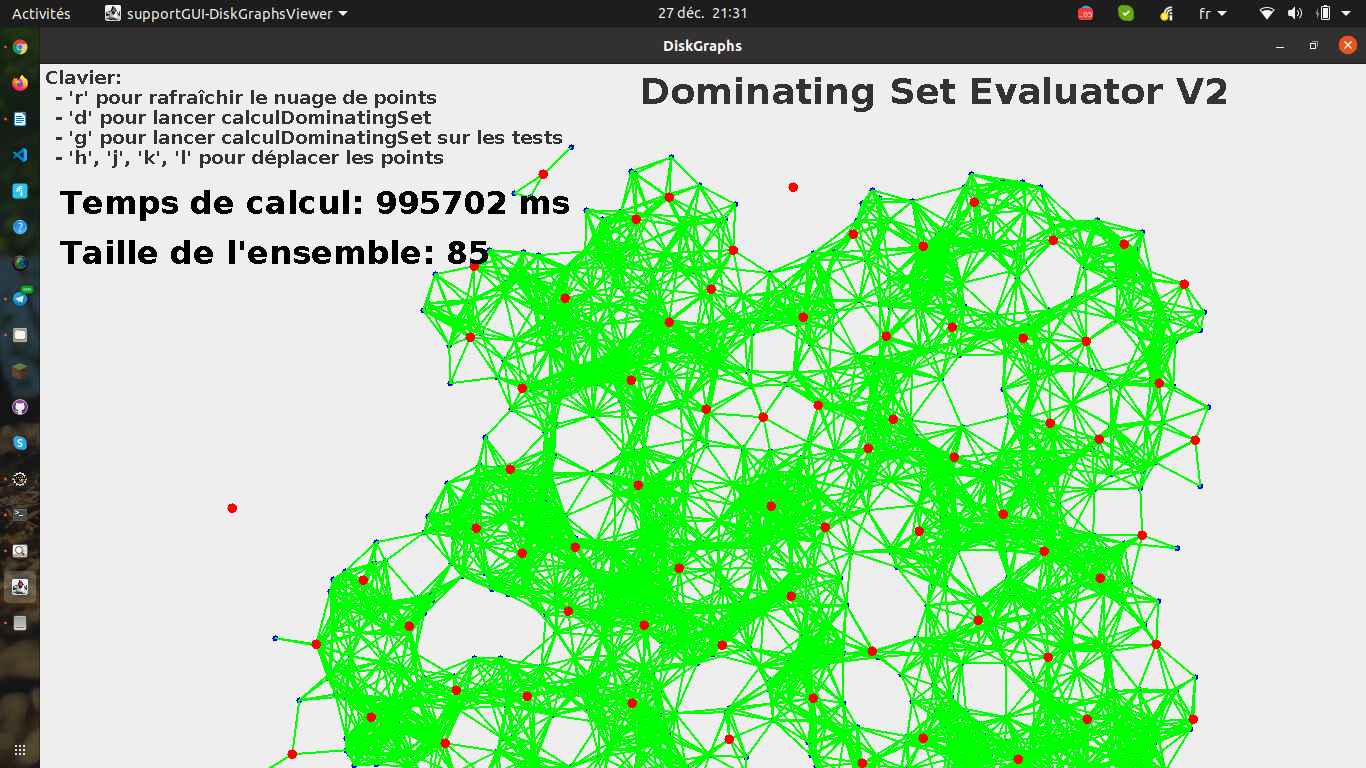 Activités
supportGUI-DiskGraphsViewer
27 déc. 21:31
fr
DiskGraphs
Clavier:
- 'r' pour rafraîchir le nuage de points
- 'd' pour lancer calculDominatingSet
- 'g' pour lancer calculDominatingSet sur les tests
- 'h', 'j', 'k', 'l' pour déplacer les points
Dominating Set Evaluator V2
Temps de calcul: 995702 ms
Taille de l'ensemble: 85